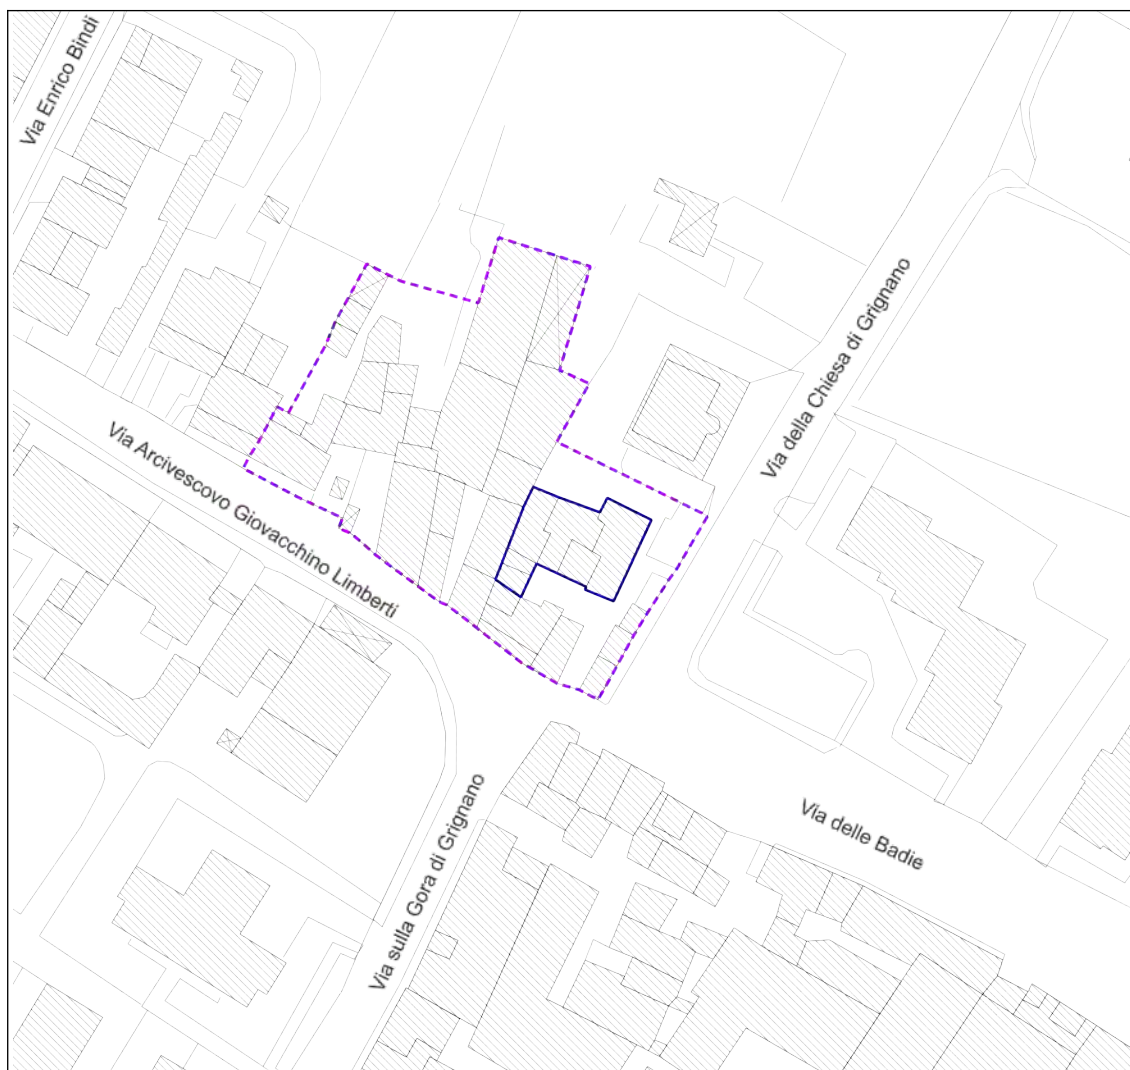 Via Enrico Bindi
Via della Chiesa di Grignano
Via Arcivescovo Giovacchino Limberti
Via sulla Gora di Grignano
Via delle Badie